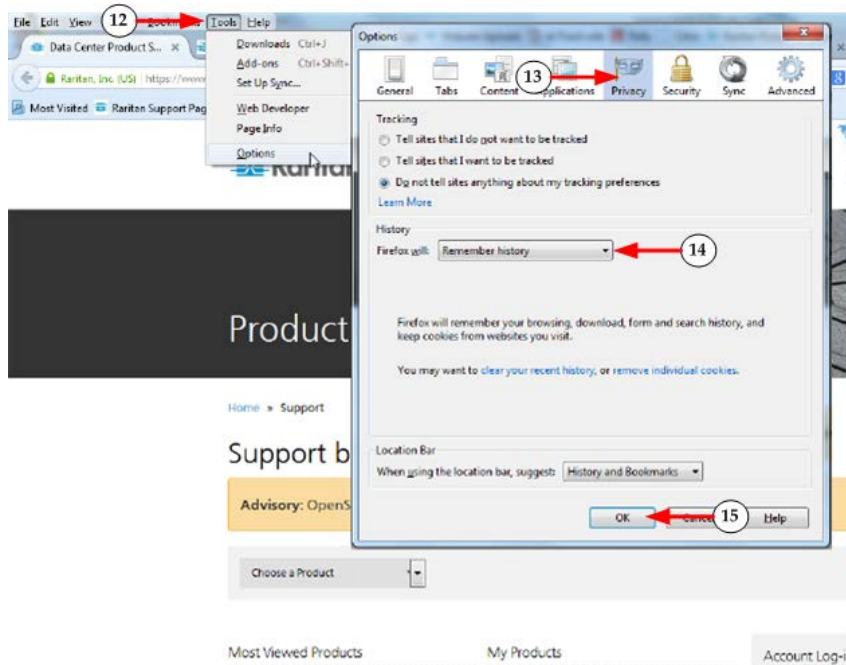 File Edit View 12 Bookmarks Tools Help
Data Center Product S... ×
Raritan, Inc. (US) https://www
Most Visited Raritan Support Pag
Downloads Ctrl+J
Add-ons Ctrl+Shift+
Set Up Sync...
Web Developer
Page Info
Options
Raritan
Product
Home » Support
Support b
Advisory: OpenS
Choose a Product
Most Viewed Products
My Products
Account Log-
Options
13
General Tabs Content Applications Privacy Security Sync Advanced
Tracking
Tell sites that I do not want to be tracked
Tell sites that I want to be tracked
Do not tell sites anything about my tracking preferences
Learn More
History
Firefox will: Remember history 14
Firefox will remember your browsing, download, form and search history, and
keep cookies from websites you visit.
You may want to clear your recent history, or remove individual cookies.
Location Bar
When using the location bar, suggest: History and Bookmarks
OK Cancel 15 Help